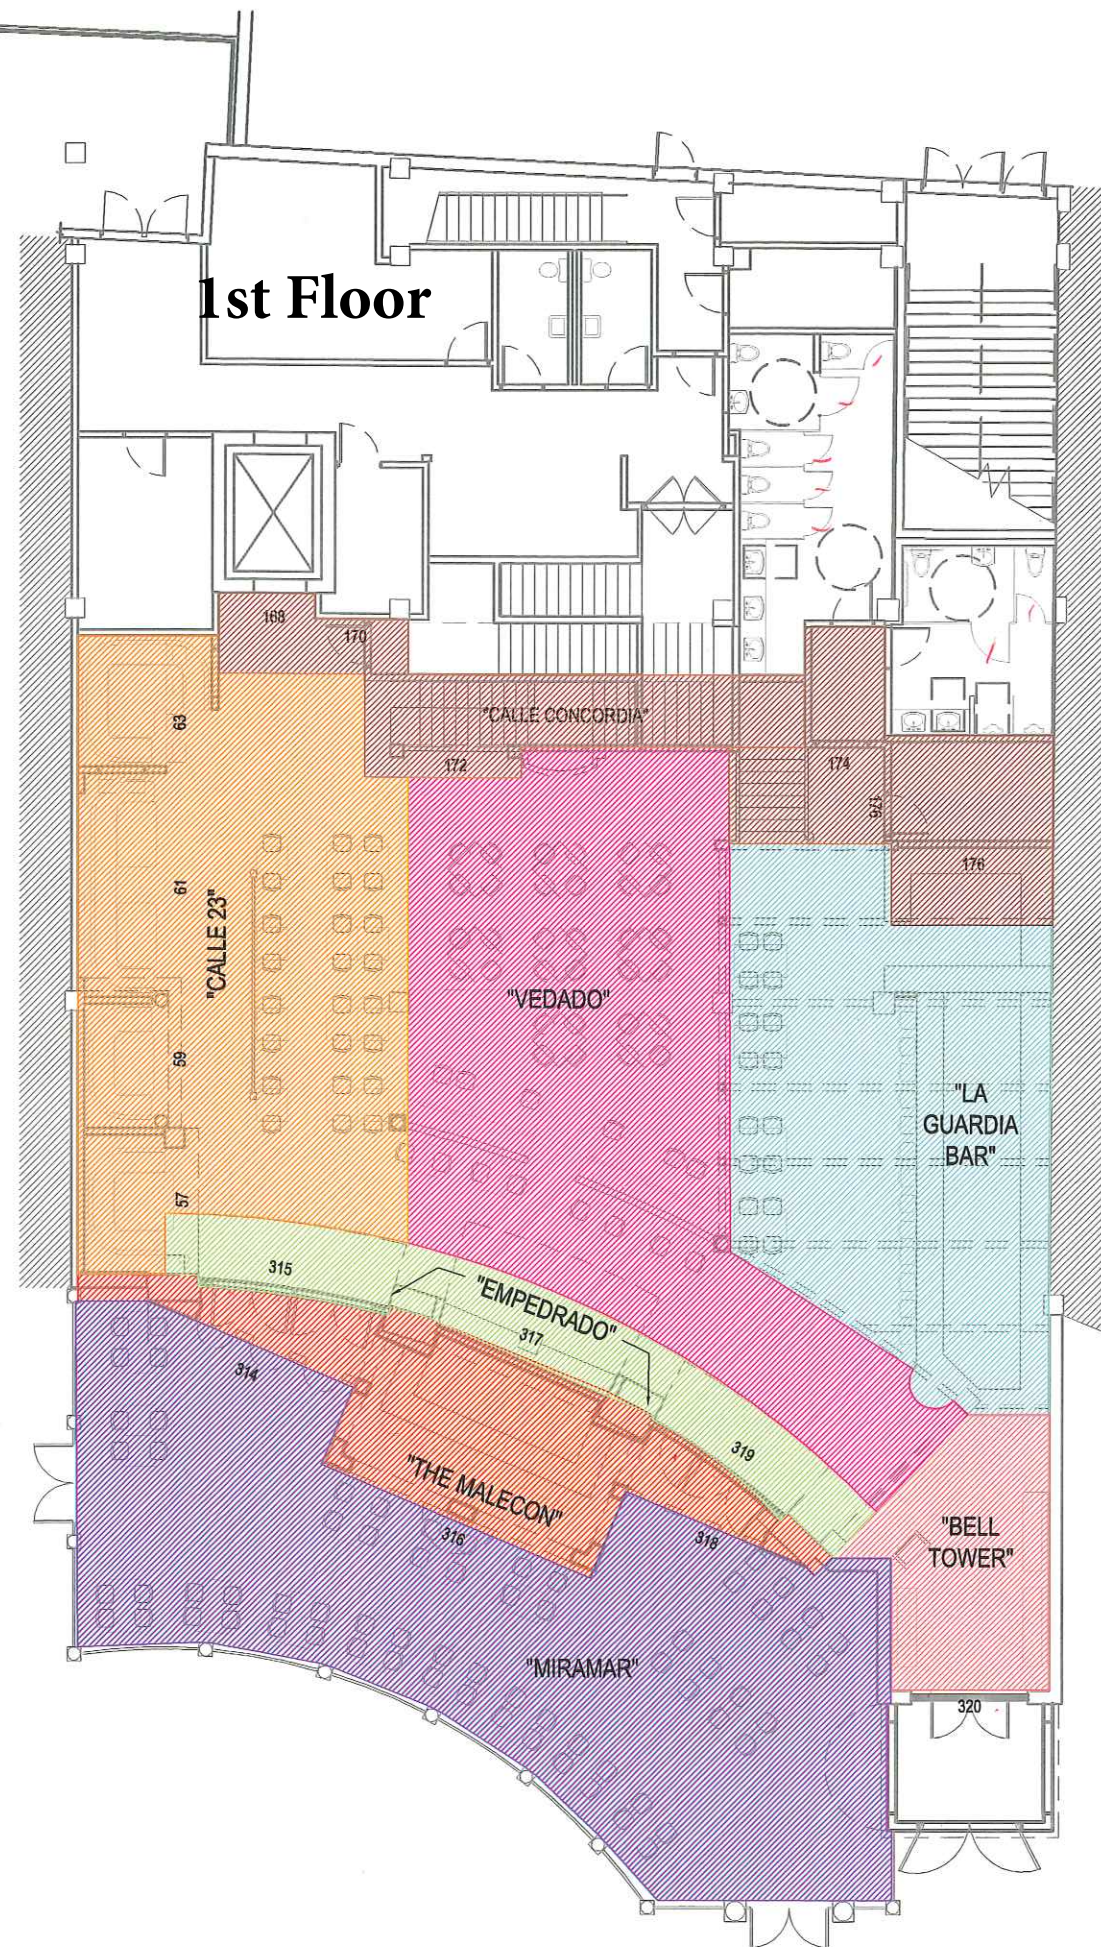 1st Floor
168
170
"CALLE CONCORDIA"
63
172
174
176
176
61
"CALLE 23"
"VEDADO"
59
"LA
GUARDIA
BAR"
57
315
"EMPEDRADO"
317
314
319
"THE MALECON"
316
318
"BELL
TOWER"
"MIRAMAR"
320